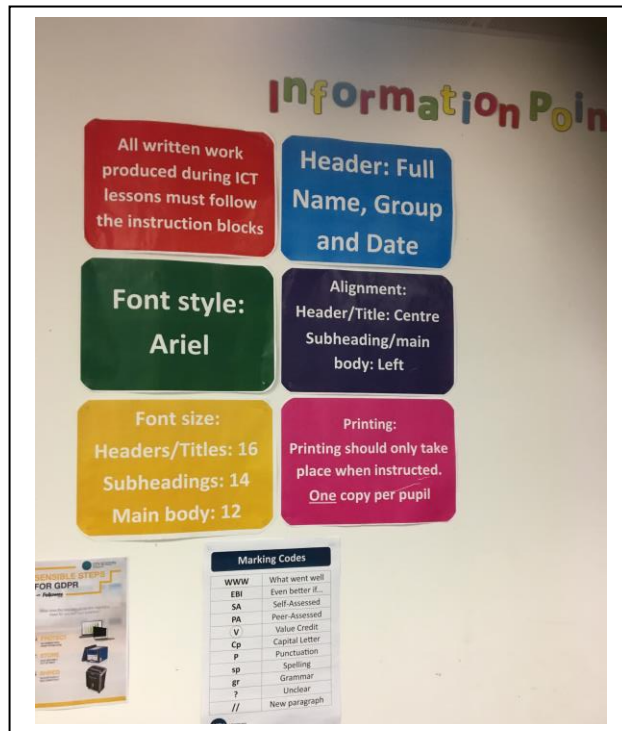 Information Poin
All written work
produced during ICT
lessons must follow
the instruction blocks
Header: Full
Name, Group
and Date
Font style:
Ariel
Alignment:
Header/Title: Centre
Subheading/main
body: Left
Font size:
Headers/Titles: 16
Subheadings: 14
Main body: 12
Printing:
Printing should only take
place when instructed.
One copy per pupil
SENSIBLE STEPS
FOR GDPR
Fellowes
Marking Codes
WWW What went well
EBI Even better if...
SA Self-Assessed
PA Peer-Assessed
V Value Credit
Cp Capital Letter
P Punctuation
sp Spelling
gr Grammar
? Unclear
// New paragraph